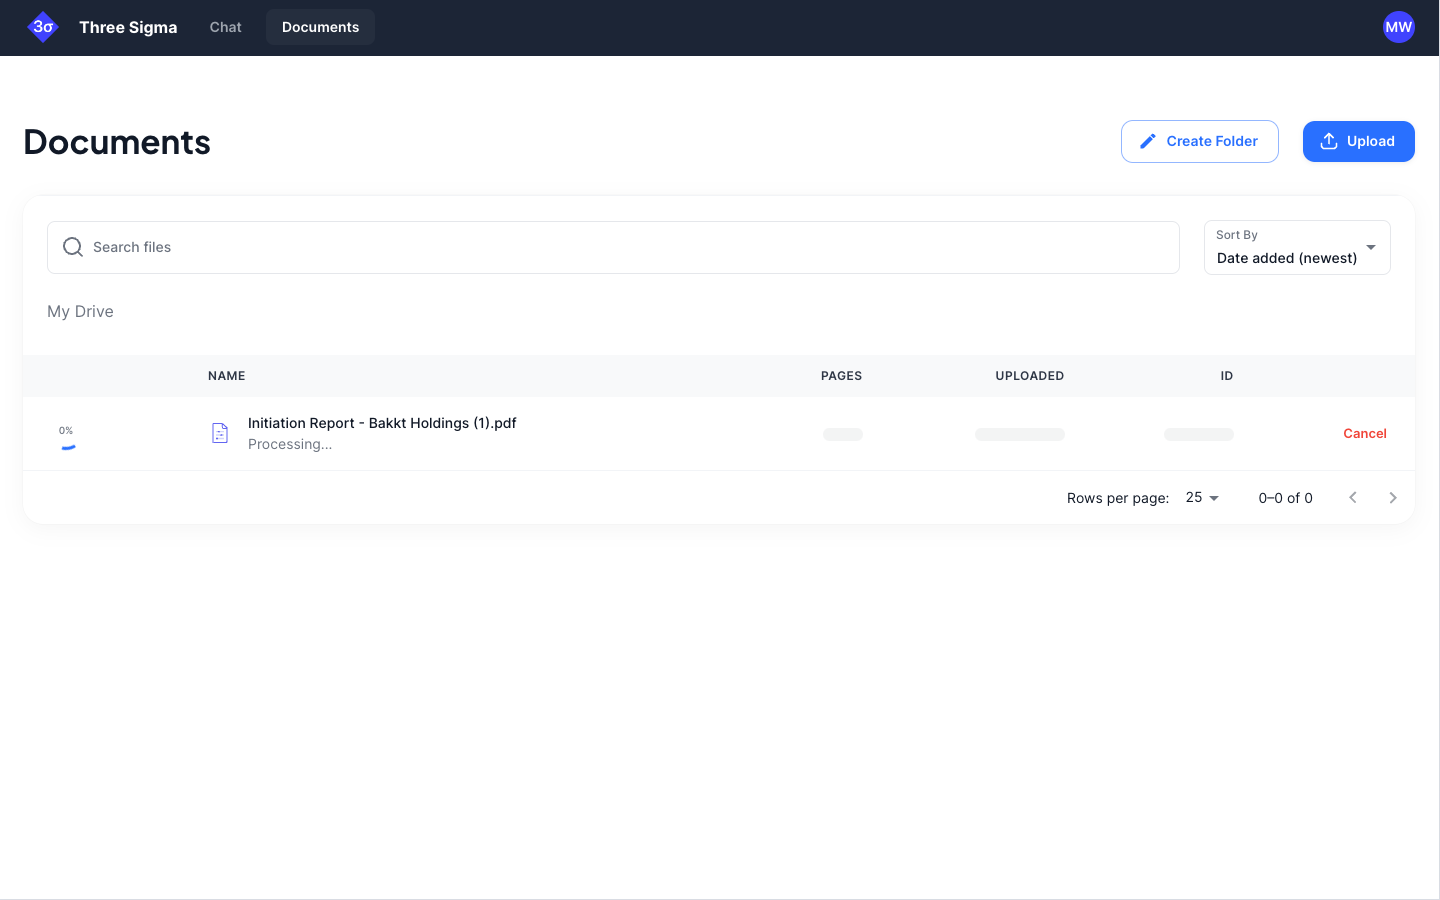 3σ Three Sigma Chat Documents MW
Documents
Create Folder
Upload
Search files
Sort By
Date added (newest)
My Drive
NAME PAGES UPLOADED ID
0%
Initiation Report - Bakkt Holdings (1).pdf
Processing...
Cancel
Rows per page: 25 0–0 of 0